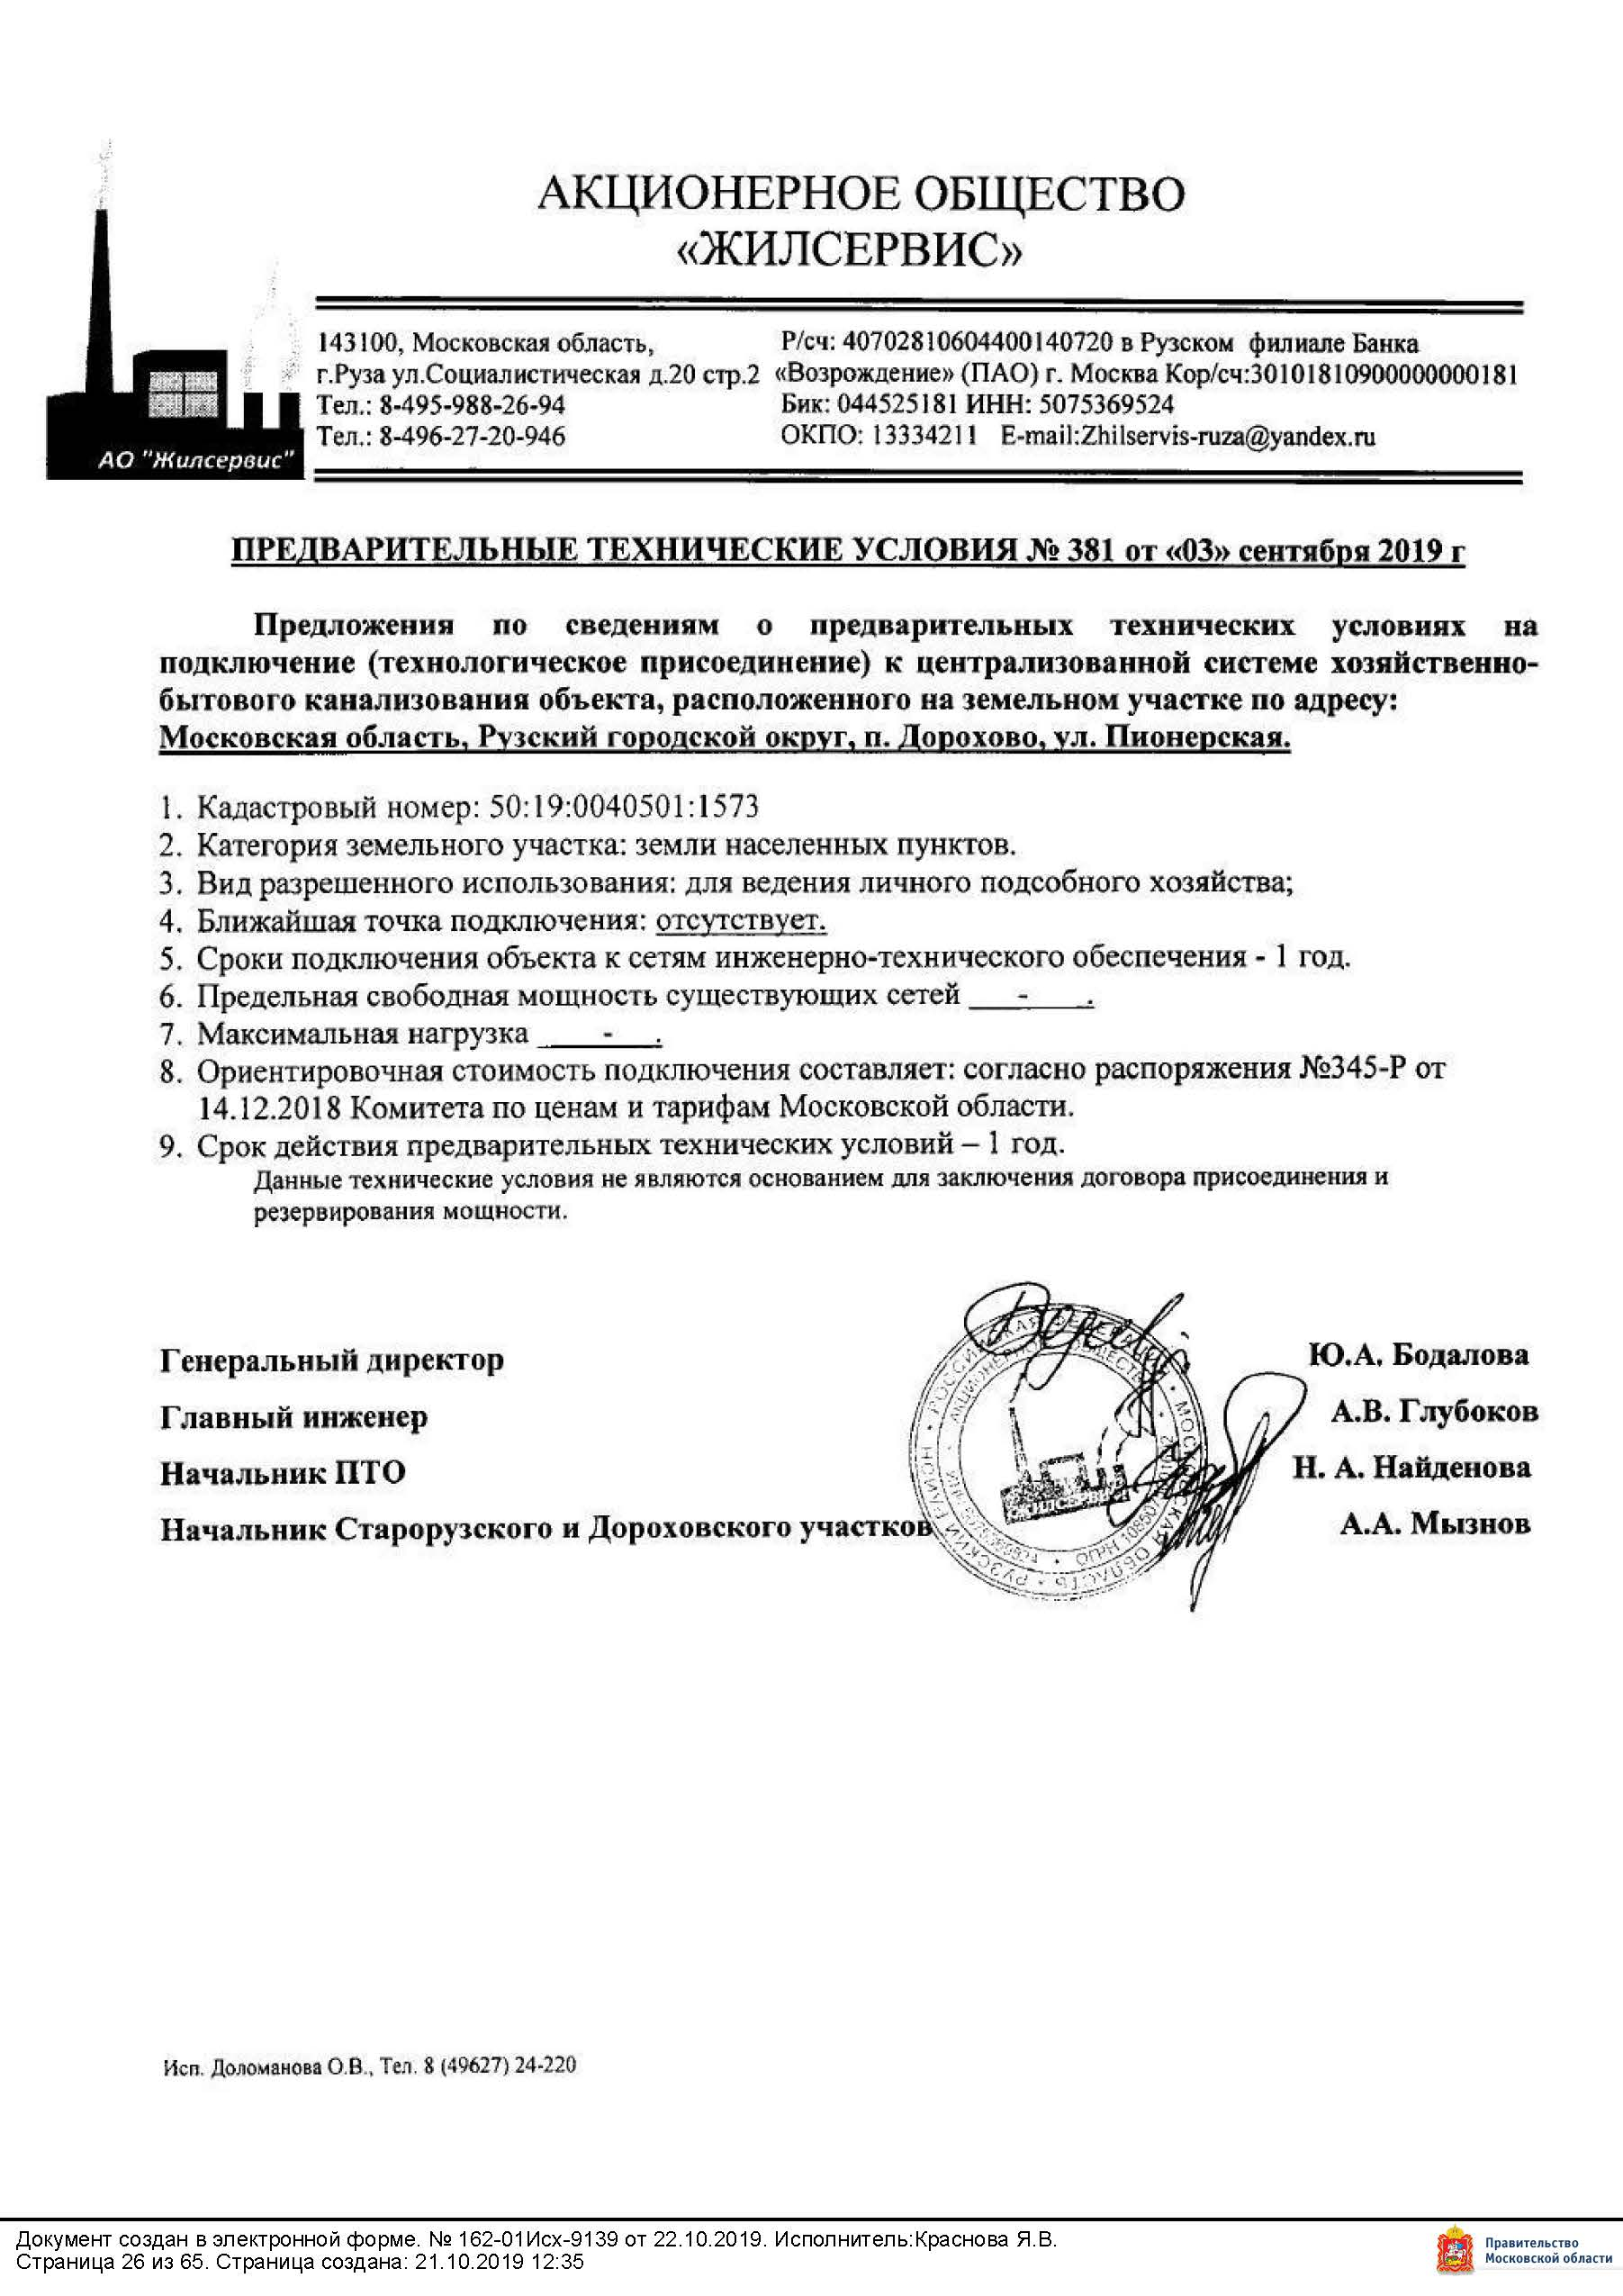 АКЦИОНЕРНОЕ ОБЩЕСТВО
«ЖИЛСЕРВИС»
АО "Жилсервис"
143100, Московская область,
г.Руза ул.Социалистическая д.20 стр.2
Тел.: 8-495-988-26-94
Тел.: 8-496-27-20-946
Р/сч: 40702810604400140720 в Рузском филиале Банка
«Возрождение» (ПАО) г. Москва Кор/сч:30101810900000000181
Бик: 044525181 ИНН: 5075369524
ОКПО: 13334211 E-mail:Zhilservis-ruza@yandex.ru
ПРЕДВАРИТЕЛЬНЫЕ ТЕХНИЧЕСКИЕ УСЛОВИЯ № 381 от «03» сентября 2019 г
Предложения по сведениям о предварительных технических условиях на
подключение (технологическое присоединение) к централизованной системе хозяйственно-
бытового канализования объекта, расположенного на земельном участке по адресу:
Московская область, Рузский городской округ, п. Дорохово, ул. Пионерская.
1. Кадастровый номер: 50:19:0040501:1573
2. Категория земельного участка: земли населенных пунктов.
3. Вид разрешенного использования: для ведения личного подсобного хозяйства;
4. Ближайшая точка подключения: отсутствует.
5. Сроки подключения объекта к сетям инженерно-технического обеспечения - 1 год.
6. Предельная свободная мощность существующих сетей ___-___.
7. Максимальная нагрузка ___-___.
8. Ориентировочная стоимость подключения составляет: согласно распоряжения №345-Р от
14.12.2018 Комитета по ценам и тарифам Московской области.
9. Срок действия предварительных технических условий – 1 год.
Данные технические условия не являются основанием для заключения договора присоединения и
резервирования мощности.
Генеральный директор Ю.А. Бодалова
Главный инженер А.В. Глубоков
Начальник ПТО Н. А. Найденова
Начальник Старорузского и Дороховского участков А.А. Мызнов
ЖИЛСЕРВИС
Исп. Доломанова О.В., Тел. 8 (49627) 24-220
Документ создан в электронной форме. № 162-01Исх-9139 от 22.10.2019. Исполнитель:Краснова Я.В.
Страница 26 из 65. Страница создана: 21.10.2019 12:35
Правительство
Московской области